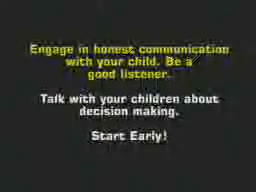 Engage in honest communication
with your child. Be a
good listener.
Talk with your children about
decision making.
Start Early!